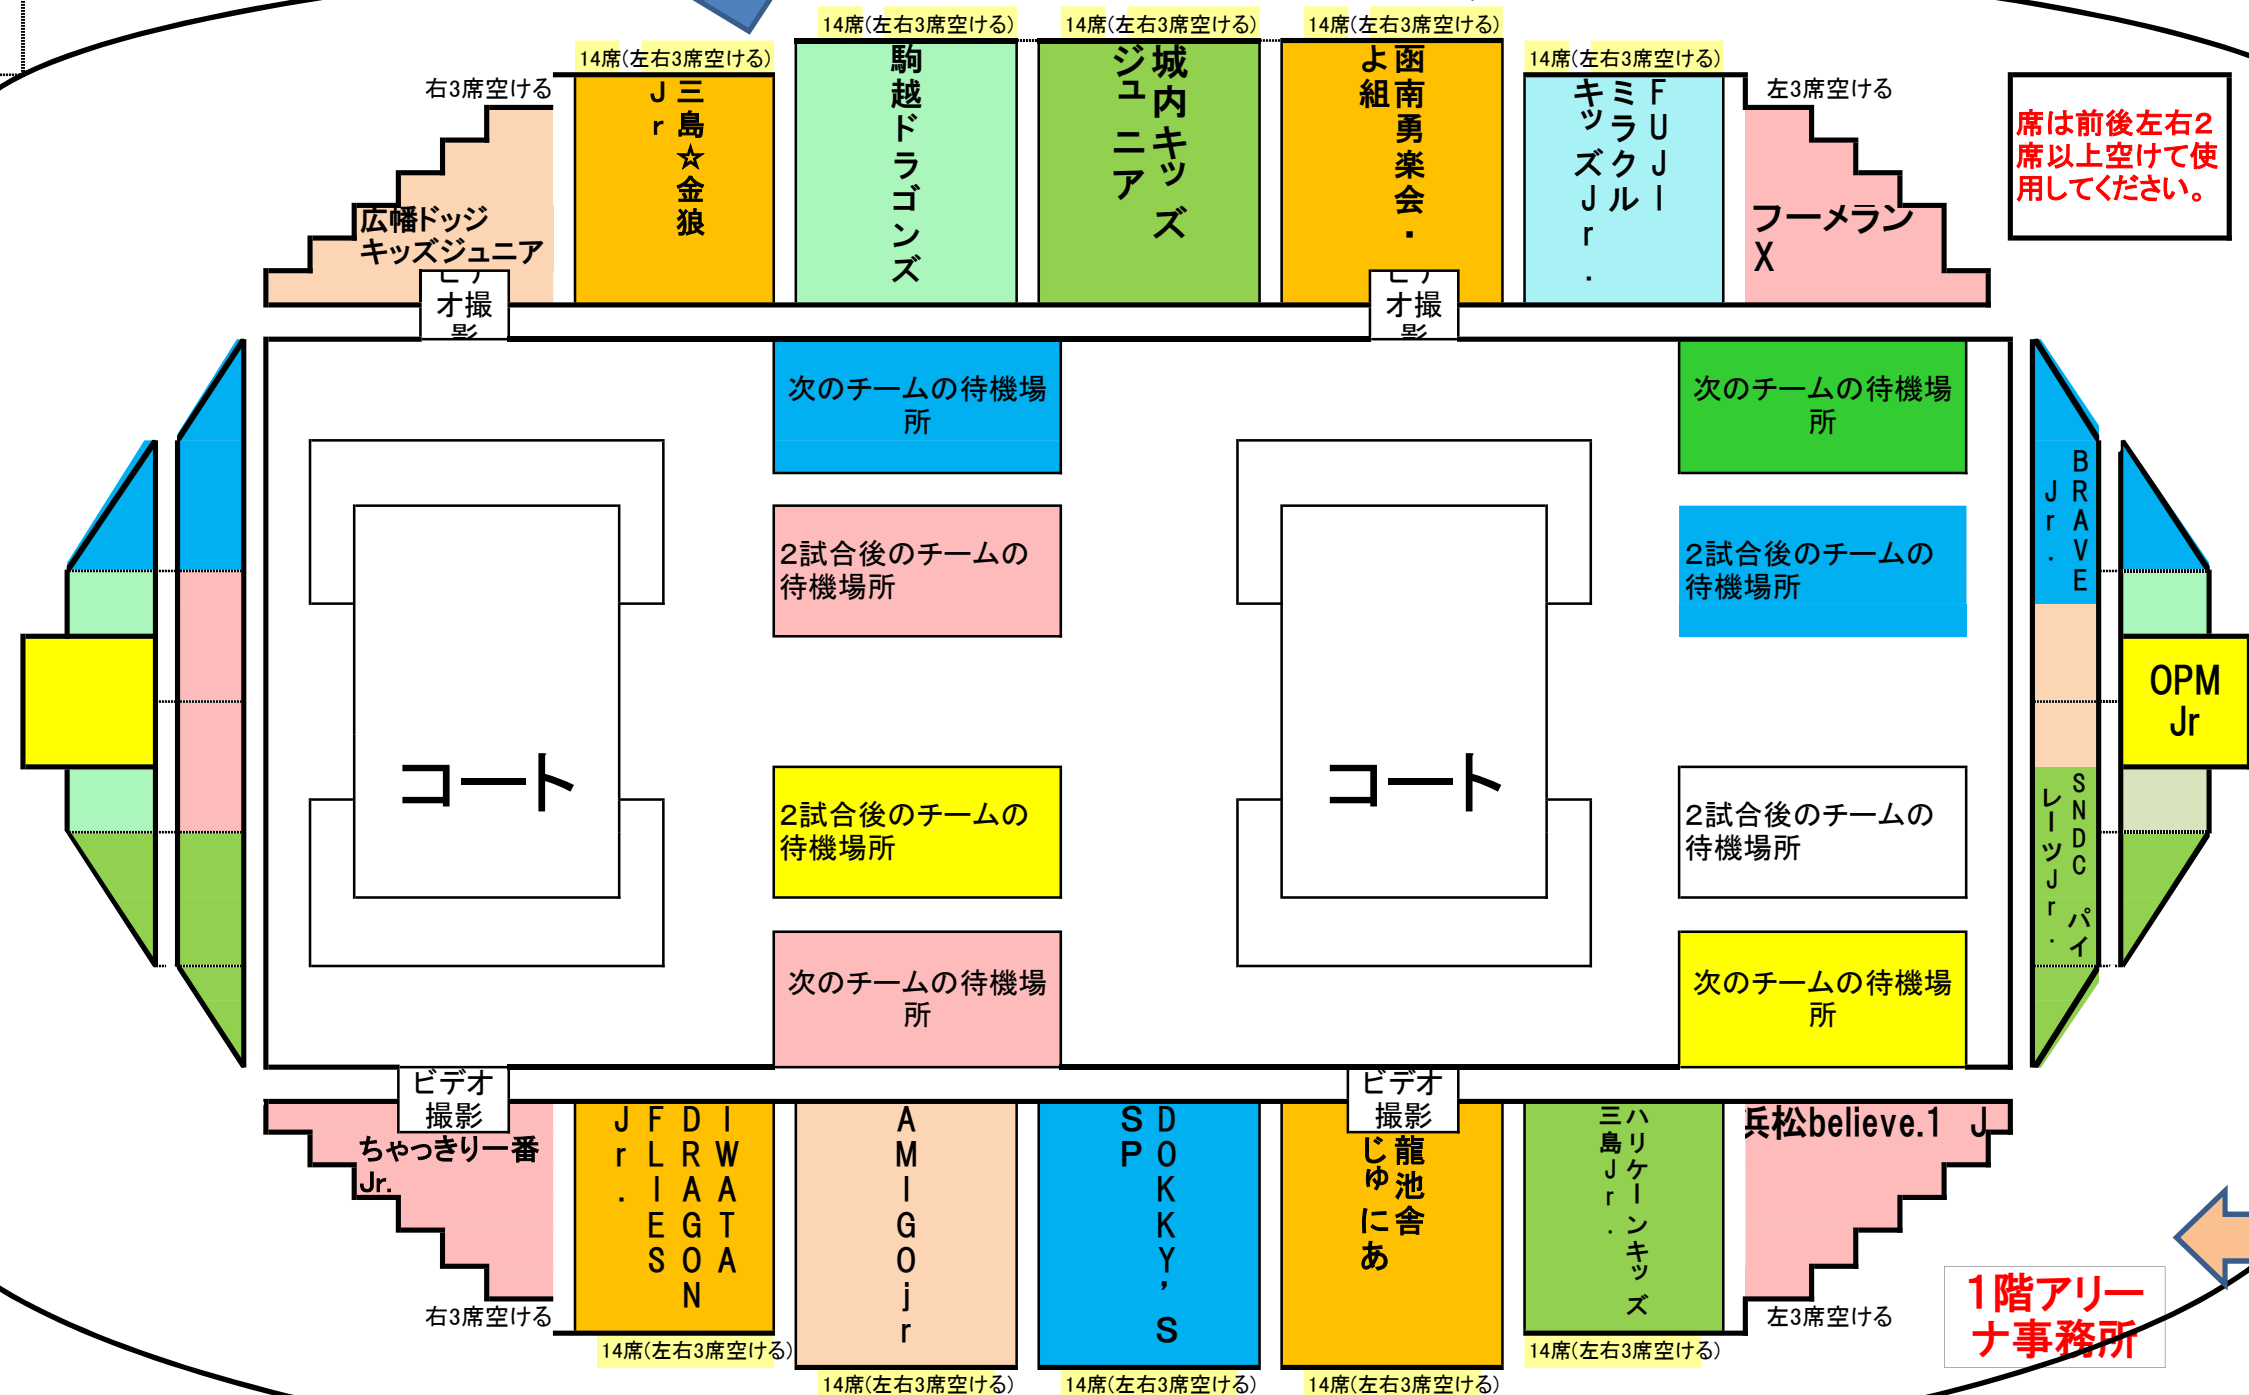 14席(左右3席空ける)
14席(左右3席空ける)
14席(左右3席空ける)
14席(左右3席空ける)
14席(左右3席空ける)
右3席空ける
左3席空ける
広幡ドッジ
キッズジュニア
三島☆金狼
Jr
駒越ドラゴンズ
城内キッズ
ジュニア
函南勇楽会・
よ組
FUJI
ミラクル
キッズJr.
フーメラン
X
席は前後左右2
席以上空けて使
用してください。
ビデ
オ撮
影
ビデ
オ撮
影
次のチームの待機場
所
次のチームの待機場
所
2試合後のチームの
待機場所
2試合後のチームの
待機場所
BRAVE
Jr.
OPM
Jr
コート
コート
2試合後のチームの
待機場所
2試合後のチームの
待機場所
SNDC パイ
レーツJr.
次のチームの待機場
所
次のチームの待機場
所
ビデオ
撮影
ビデオ
撮影
ちゃっきり一番
Jr.
IWATA
DRAGON
FLIES
Jr.
AMIGOjr
DOKKY'S
SP
龍池舎
じゅにあ
ハリケーンキッズ
三島Jr.
浜松believe.1 J
右3席空ける
左3席空ける
14席(左右3席空ける)
14席(左右3席空ける)
14席(左右3席空ける)
14席(左右3席空ける)
14席(左右3席空ける)
1階アリー
ナ事務所